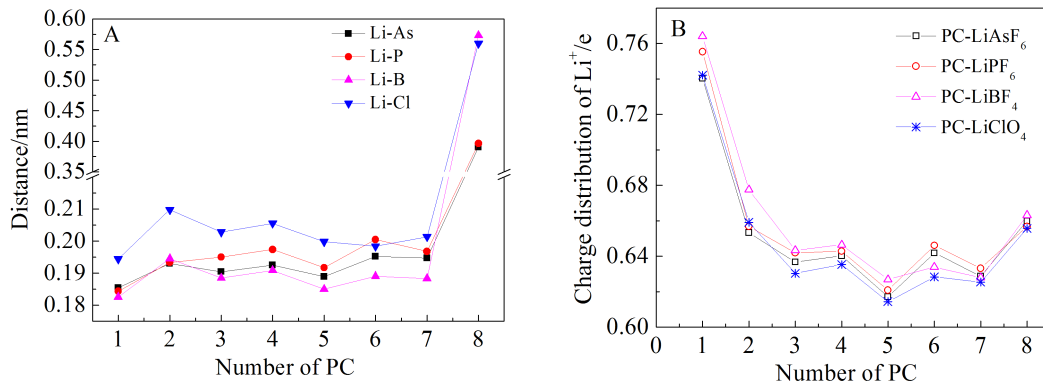 A
Li-As
Li-P
Li-B
Li-Cl
0.60
0.55
0.50
0.45
0.40
0.35
0.21
0.20
0.19
0.18
Distance/nm
1 2 3 4 5 6 7 8
Number of PC
B
PC-LiAsF6
PC-LiPF6
PC-LiBF4
PC-LiClO4
0.76
0.72
0.68
0.64
0.60
Charge distribution of Li+/e
0 1 2 3 4 5 6 7 8
Number of PC